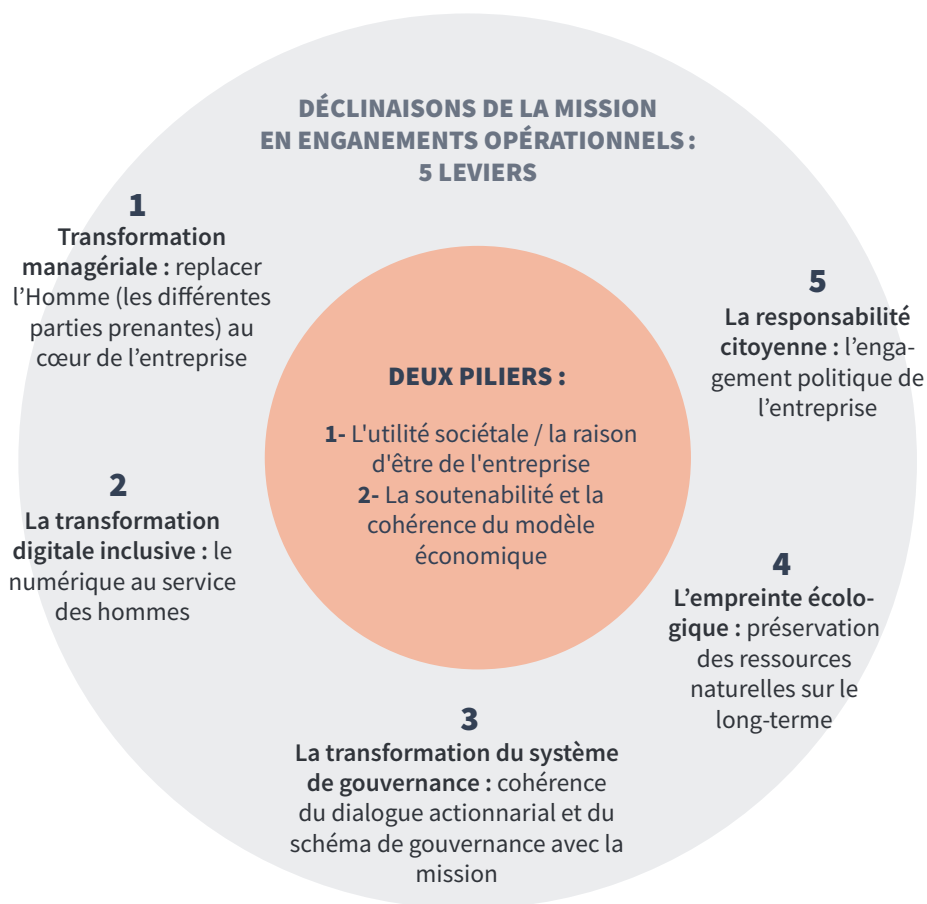 DÉCLINAISONS DE LA MISSION
EN ENGANEMENTS OPÉRATIONNELS :
5 LEVIERS
1
Transformation
managériale : replacer
l’Homme (les différentes
parties prenantes) au
cœur de l’entreprise
2
La transformation
digitale inclusive : le
numérique au service
des hommes
3
La transformation du système
de gouvernance : cohérence
du dialogue actionnarial et du
schéma de gouvernance avec la
mission
4
L’empreinte écolo-
gique : préservation
des ressources
naturelles sur le
long-terme
5
La responsabilité
citoyenne : l’enga-
gement politique de
l’entreprise
DEUX PILIERS :
1- L'utilité sociétale / la raison
d'être de l'entreprise
2- La soutenabilité et la
cohérence du modèle
économique